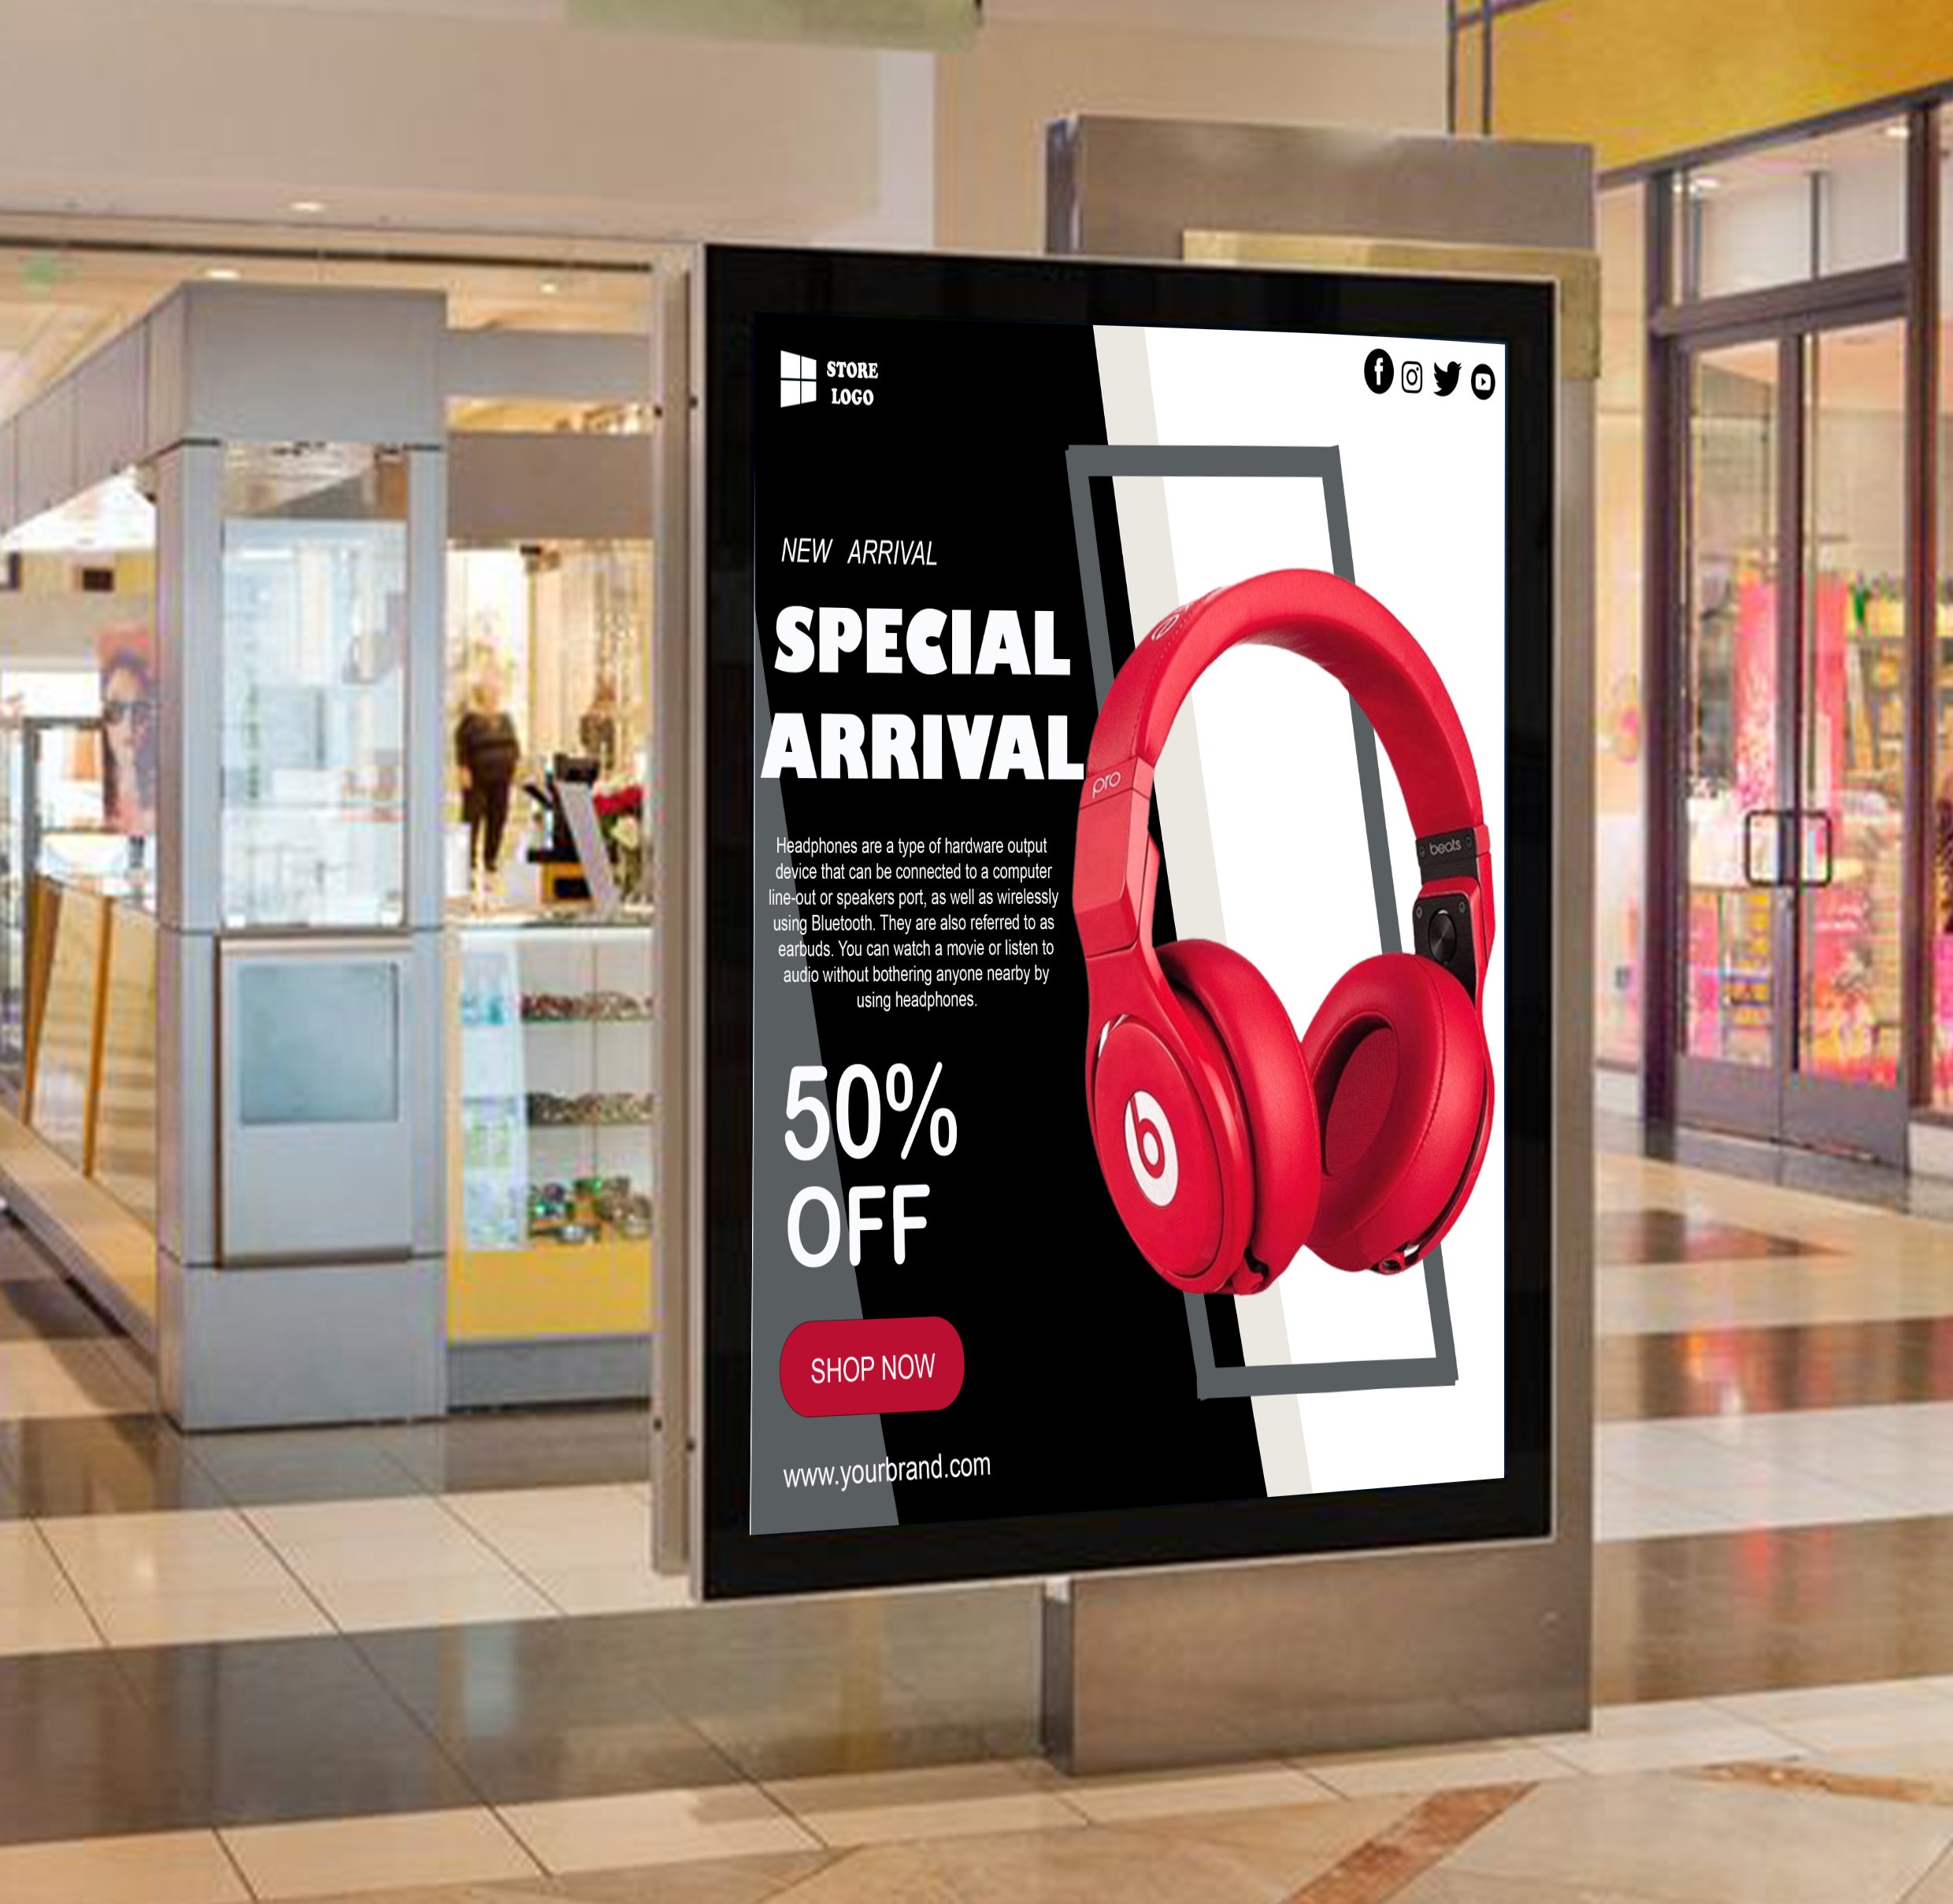 STORE
LOGO
NEW ARRIVAL
SPECIAL
ARRIVAL
Headphones are a type of hardware output
device that can be connected to a computer
line-out or speakers port, as well as wirelessly
using Bluetooth. They are also referred to as
earbuds. You can watch a movie or listen to
audio without bothering anyone nearby by
using headphones.
50%
OFF
SHOP NOW
www.yourbrand.com
pro
beats
b